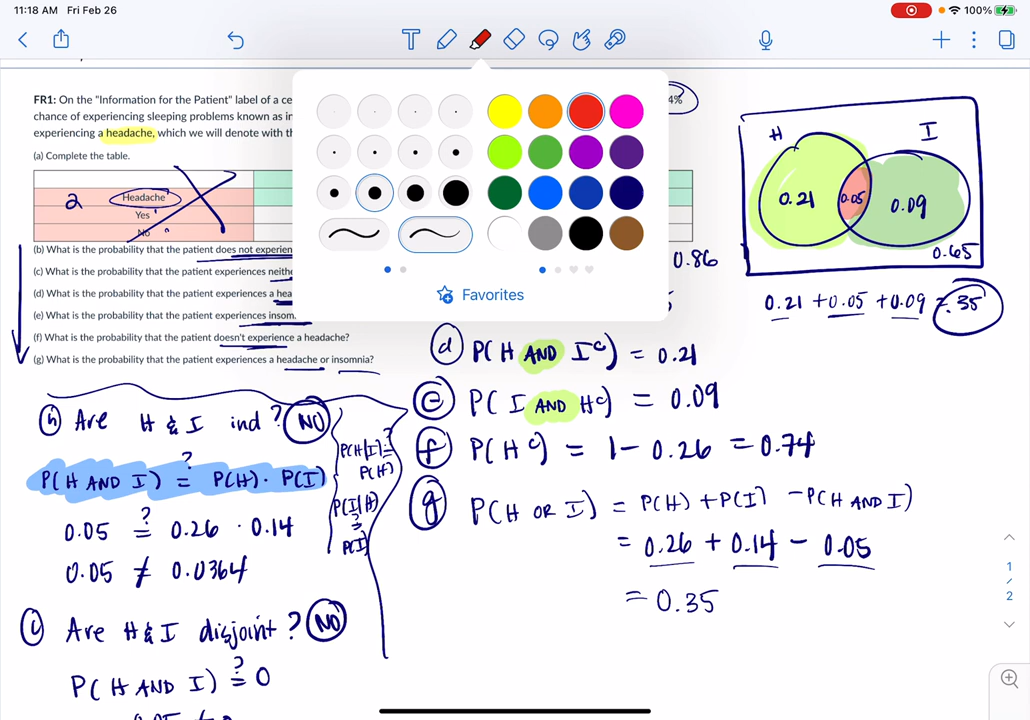 11:18 AM Fri Feb 26
100%
T
FR1: On the "Information for the Patient" label of a ce
4%
chance of experiencing sleeping problems known as in
experiencing a headache, which we will denote with th
(a) Complete the table.
2
Headache
Yes
No
(b) What is the probability that the patient does not experien
(c) What is the probability that the patient experiences neithe
(d) What is the probability that the patient experiences a hea
(e) What is the probability that the patient experiences insom.
(f) What is the probability that the patient doesn't experience a headache?
(g) What is the probability that the patient experiences a headache or insomnia?
Favorites
0.86
H
I
0.21
0.05
0.09
0.65
0.21 + 0.05 + 0.09 = .35
(d) P(H AND I^C) = 0.21
(e) P(I AND H^C) = 0.09
(f) P(H^C) = 1 - 0.26 = 0.74
(g) P(H OR I) = P(H) + P(I) - P(H AND I)
= 0.26 + 0.14 - 0.05
= 0.35
(h) Are H & I ind? NO
P(H AND I) ?= P(H) · P(I)
0.05 ?= 0.26 · 0.14
0.05 ≠ 0.0364
P(H|I) ?=
P(H)
P(I|H)
?=
P(I)
(i) Are H & I disjoint? NO
P(H AND I) ?= 0
0.05 ≠ 0
1
/
2